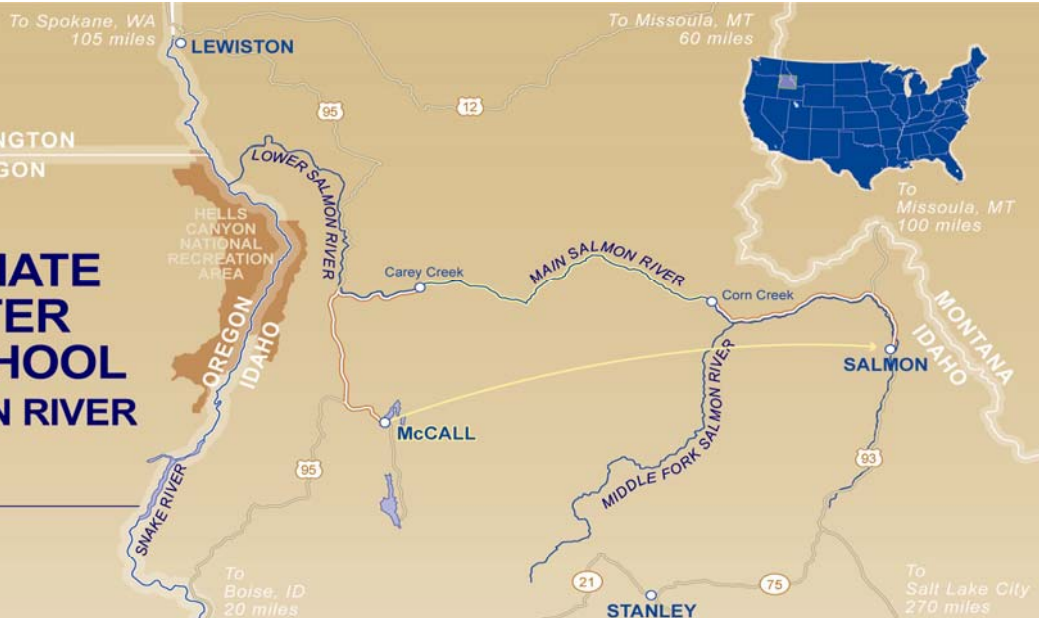 To Spokane, WA
105 miles
LEWISTON
To Missoula, MT
60 miles
95
12
NGTON
GON
LOWER SALMON RIVER
HELLS
CANYON
NATIONAL
RECREATION
AREA
To
Missoula, MT
100 miles
IATE
TER
HOOL
N RIVER
Carey Creek
MAIN SALMON RIVER
Corn Creek
OREGON
IDAHO
MONTANA
IDAHO
SALMON
McCALL
MIDDLE FORK SALMON RIVER
95
93
SNAKE RIVER
To
Boise, ID
20 miles
21
STANLEY
75
To
Salt Lake City
270 miles